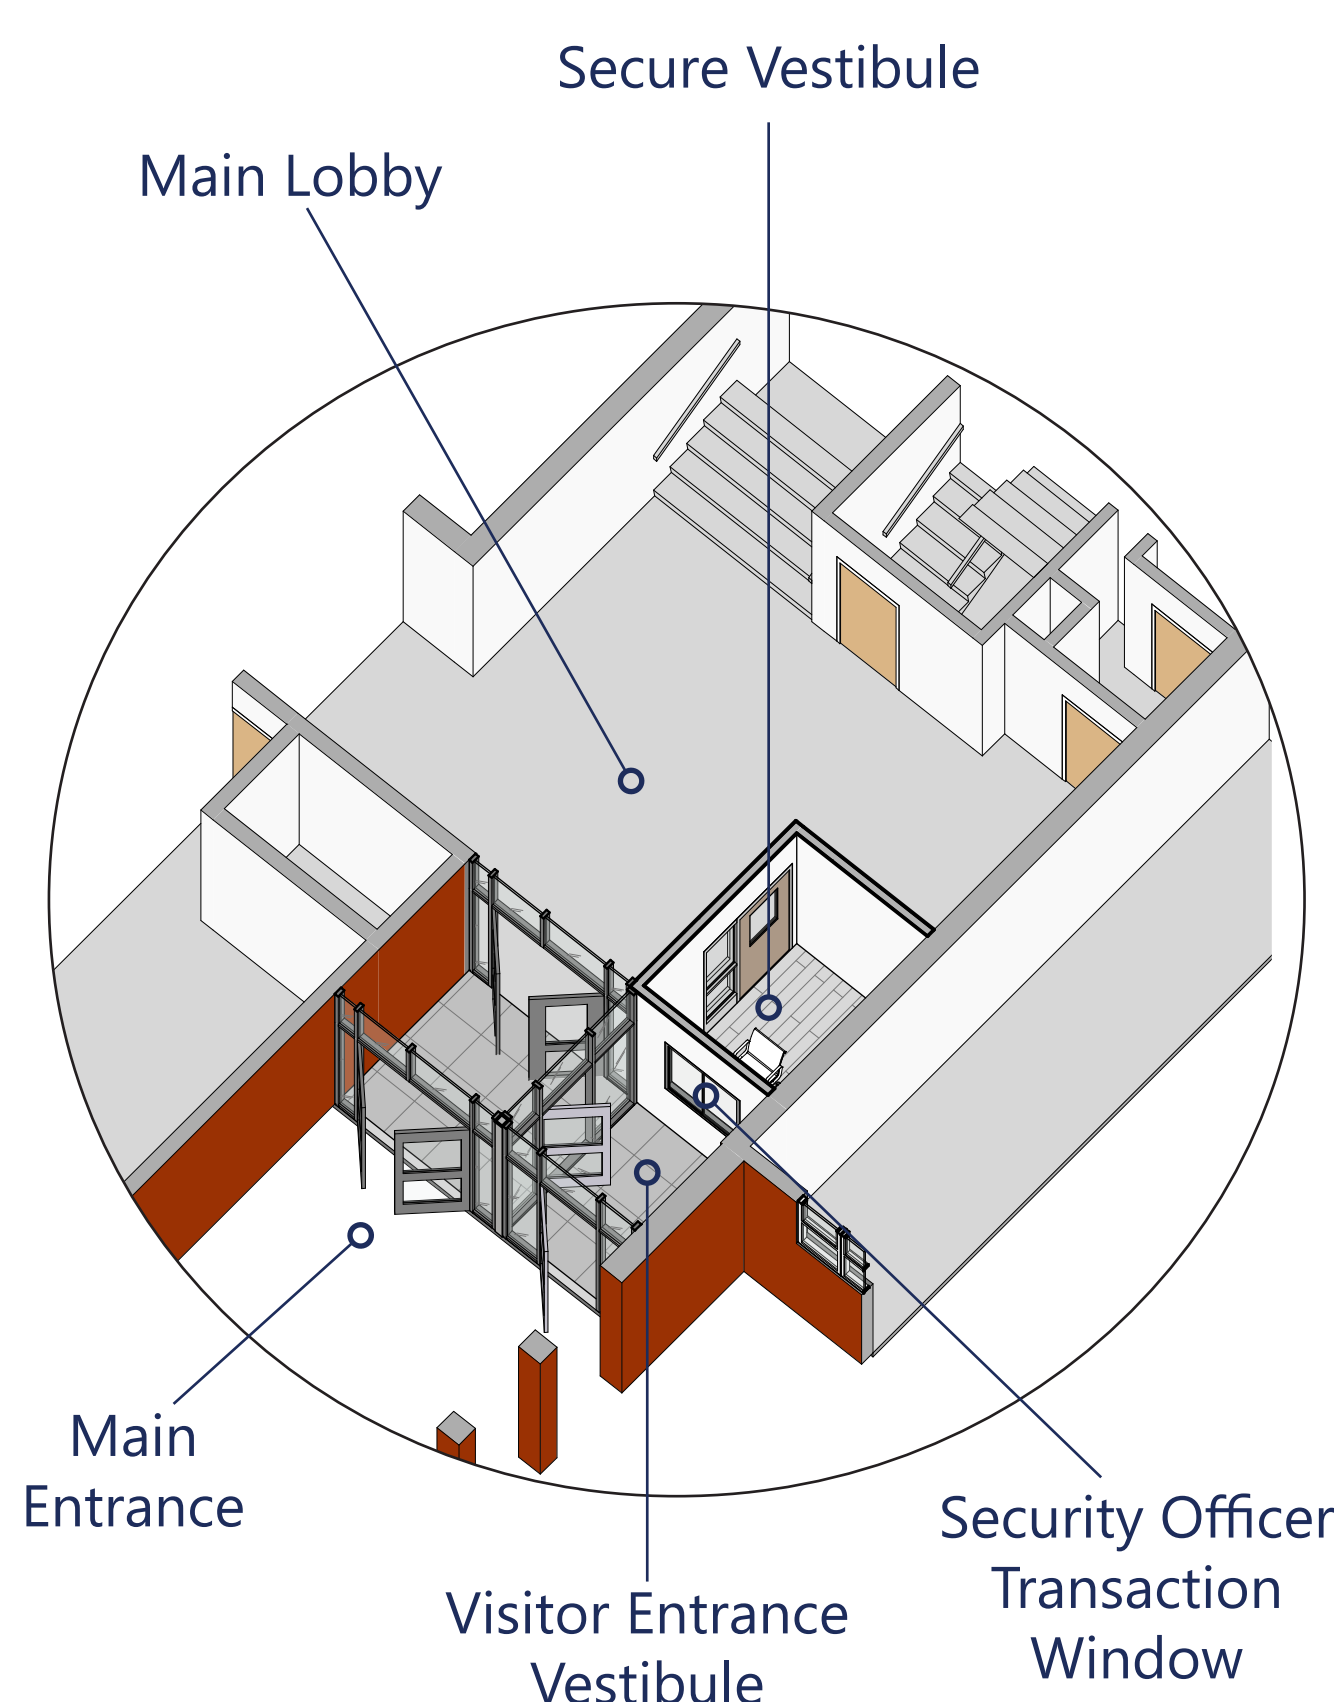 Secure Vestibule
Main Lobby
Main
Entrance
Security Officer
Transaction
Window
Visitor Entrance
Vestibule